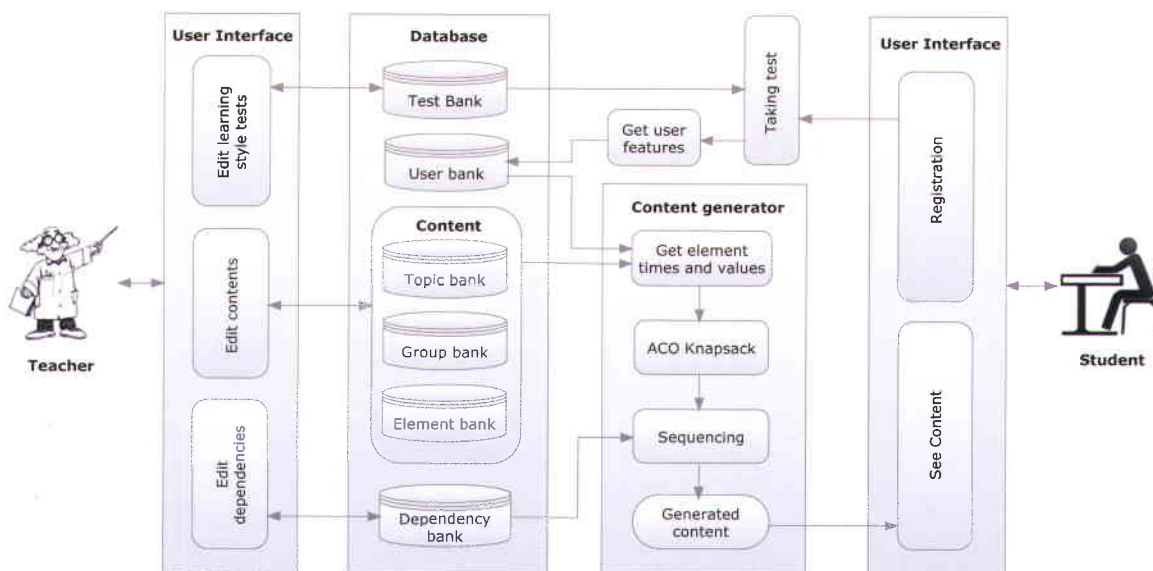 User Interface
Edit learning
style tests
Edit contents
Edit
dependencies
Teacher
Database
Test Bank
User bank
Content
Topic bank
Group bank
Element bank
Dependency
bank
Taking test
Get user
features
Content generator
Get element
times and values
ACO Knapsack
Sequencing
Generated
content
User Interface
Registration
See Content
Student